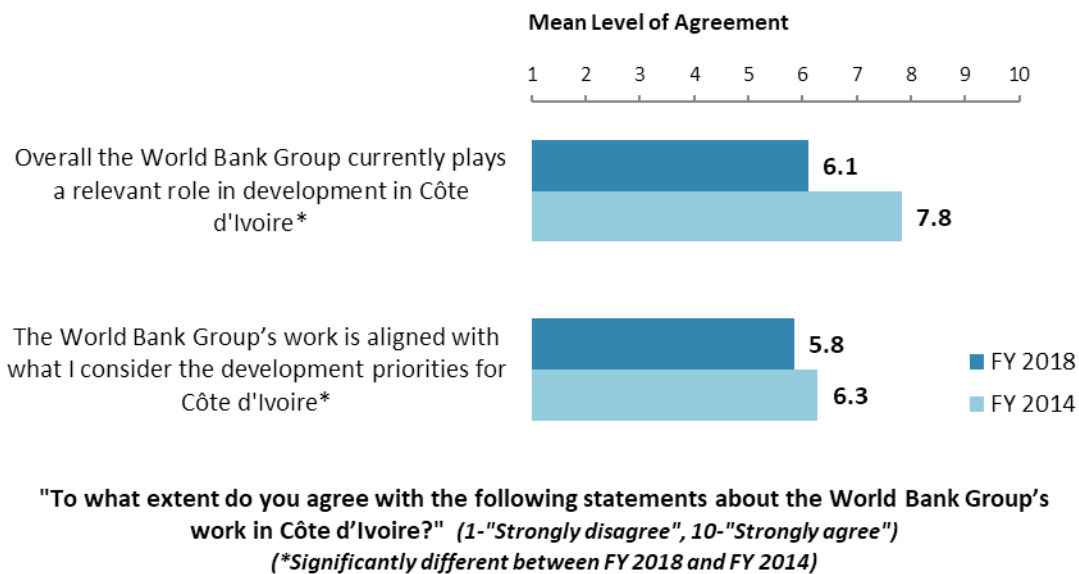 Mean Level of Agreement
1 2 3 4 5 6 7 8 9 10
Overall the World Bank Group currently plays
a relevant role in development in Côte
d'Ivoire*
6.1
7.8
The World Bank Group’s work is aligned with
what I consider the development priorities for
Côte d'Ivoire*
5.8
6.3
FY 2018
FY 2014
"To what extent do you agree with the following statements about the World Bank Group’s
work in Côte d’Ivoire?" (1-"Strongly disagree", 10-"Strongly agree")
(*Significantly different between FY 2018 and FY 2014)